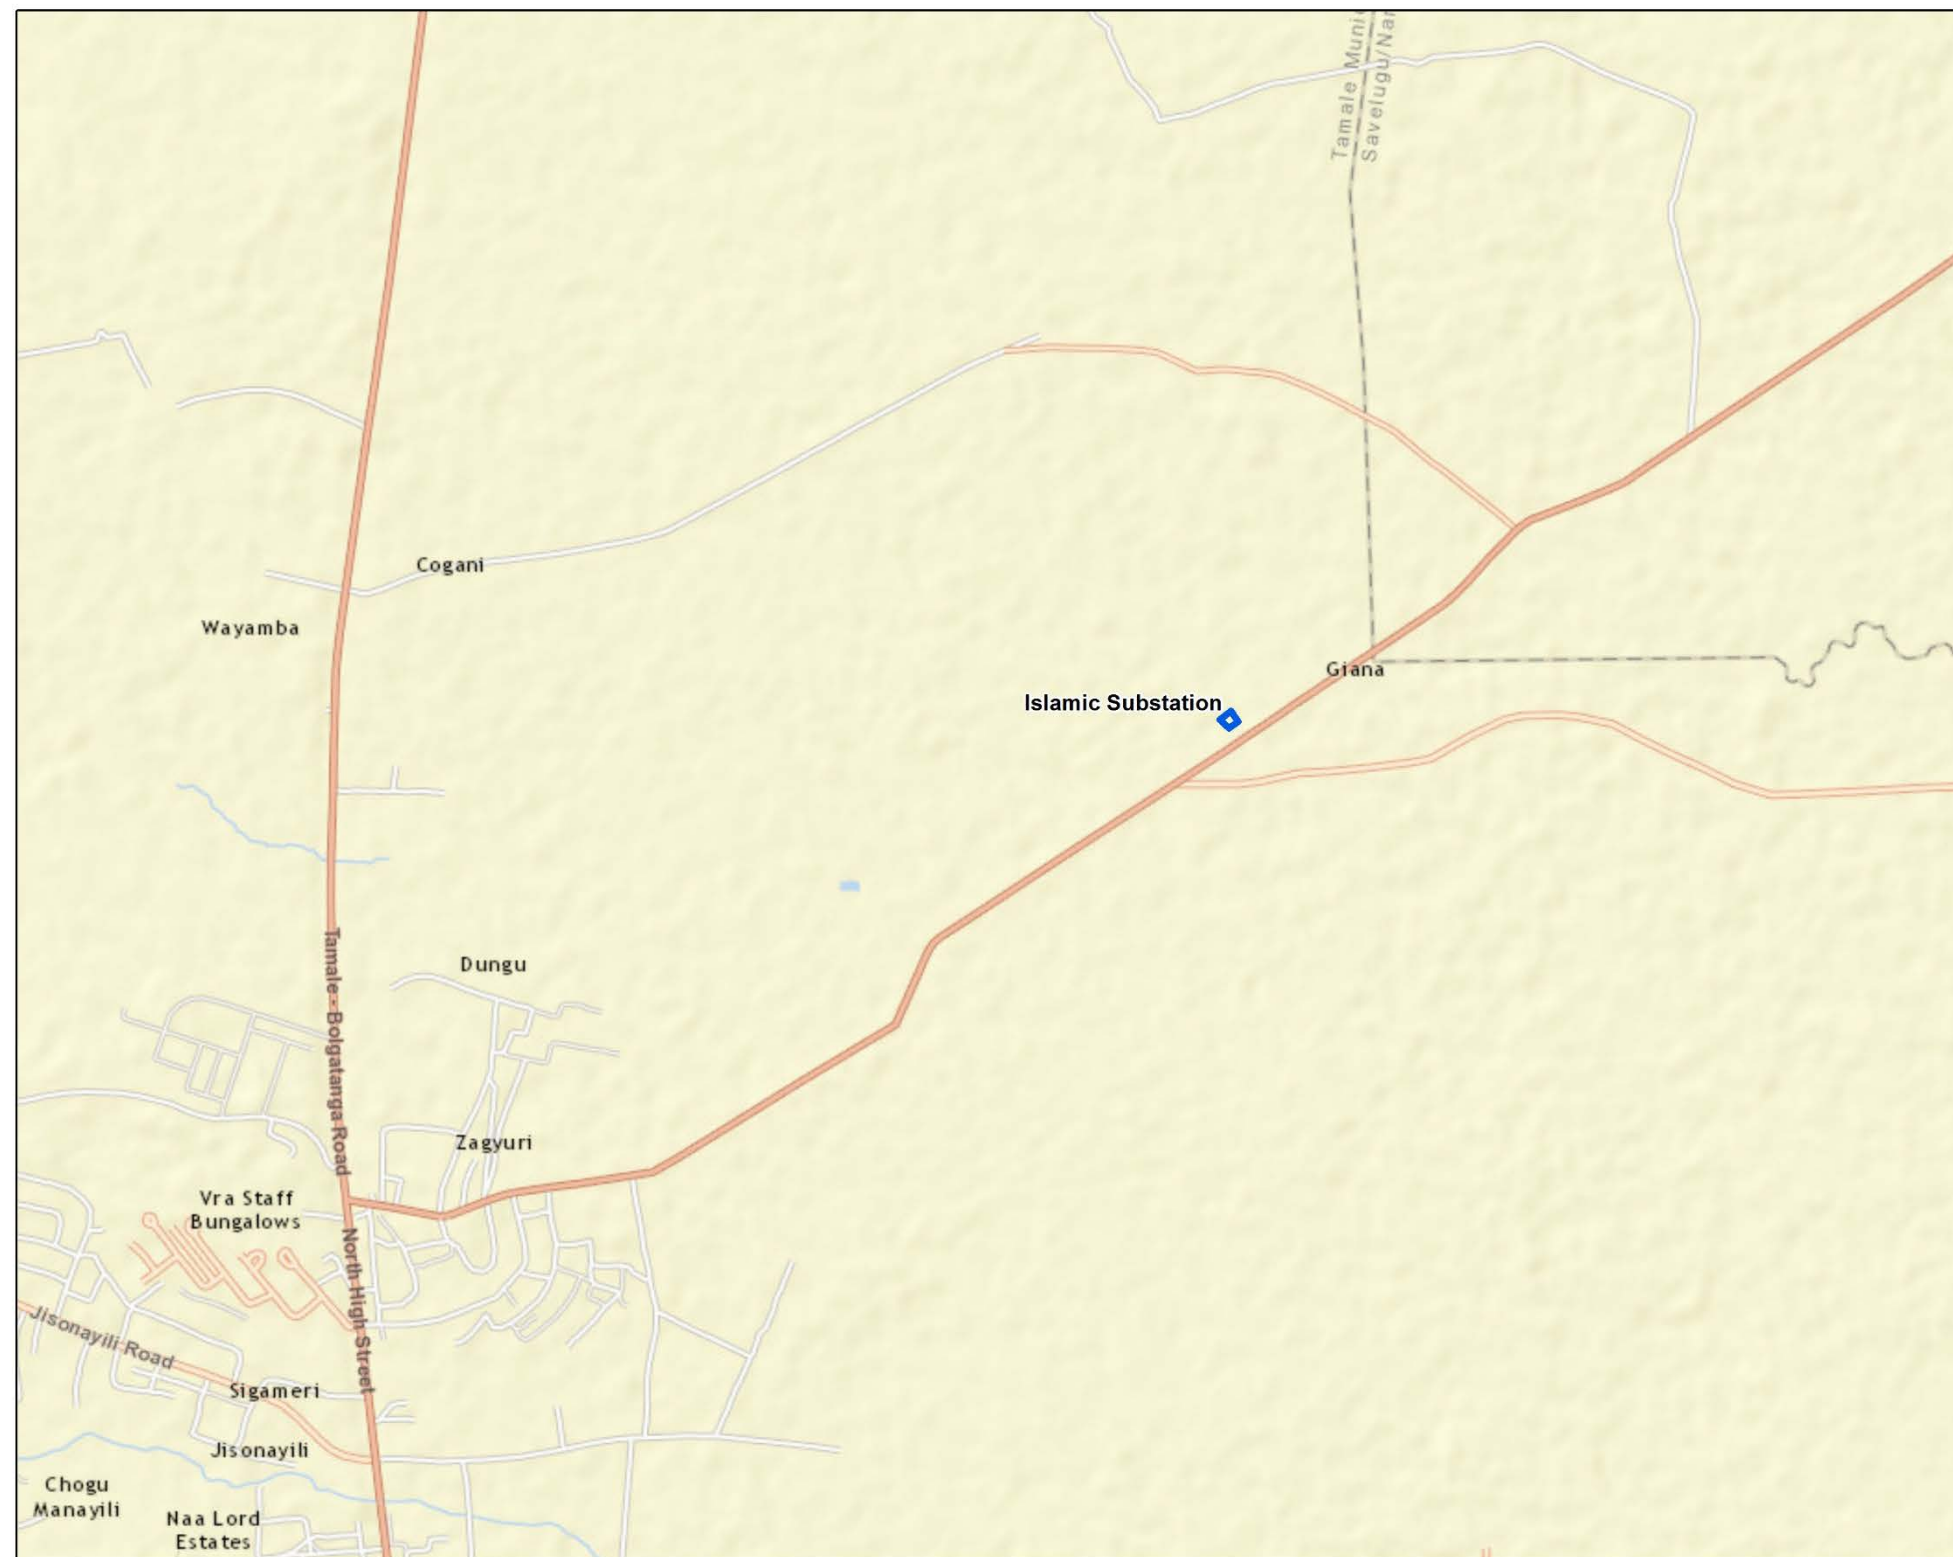 Tamale Muni
Savelugu/Na
Cogani
Wayamba
Giana
Islamic Substation
Dungu
Tamale - Bolgatanga Road
Zagyuri
Vra Staff
Bungalows
North High Street
Jisonayili Road
Sigameri
Jisonayili
Chogu
Manayili
Naa Lord
Estates